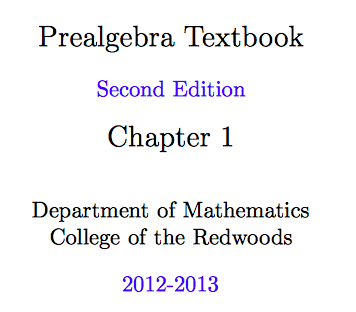 Prealgebra Textbook
Second Edition
Chapter 1
Department of Mathematics
College of the Redwoods
2012-2013